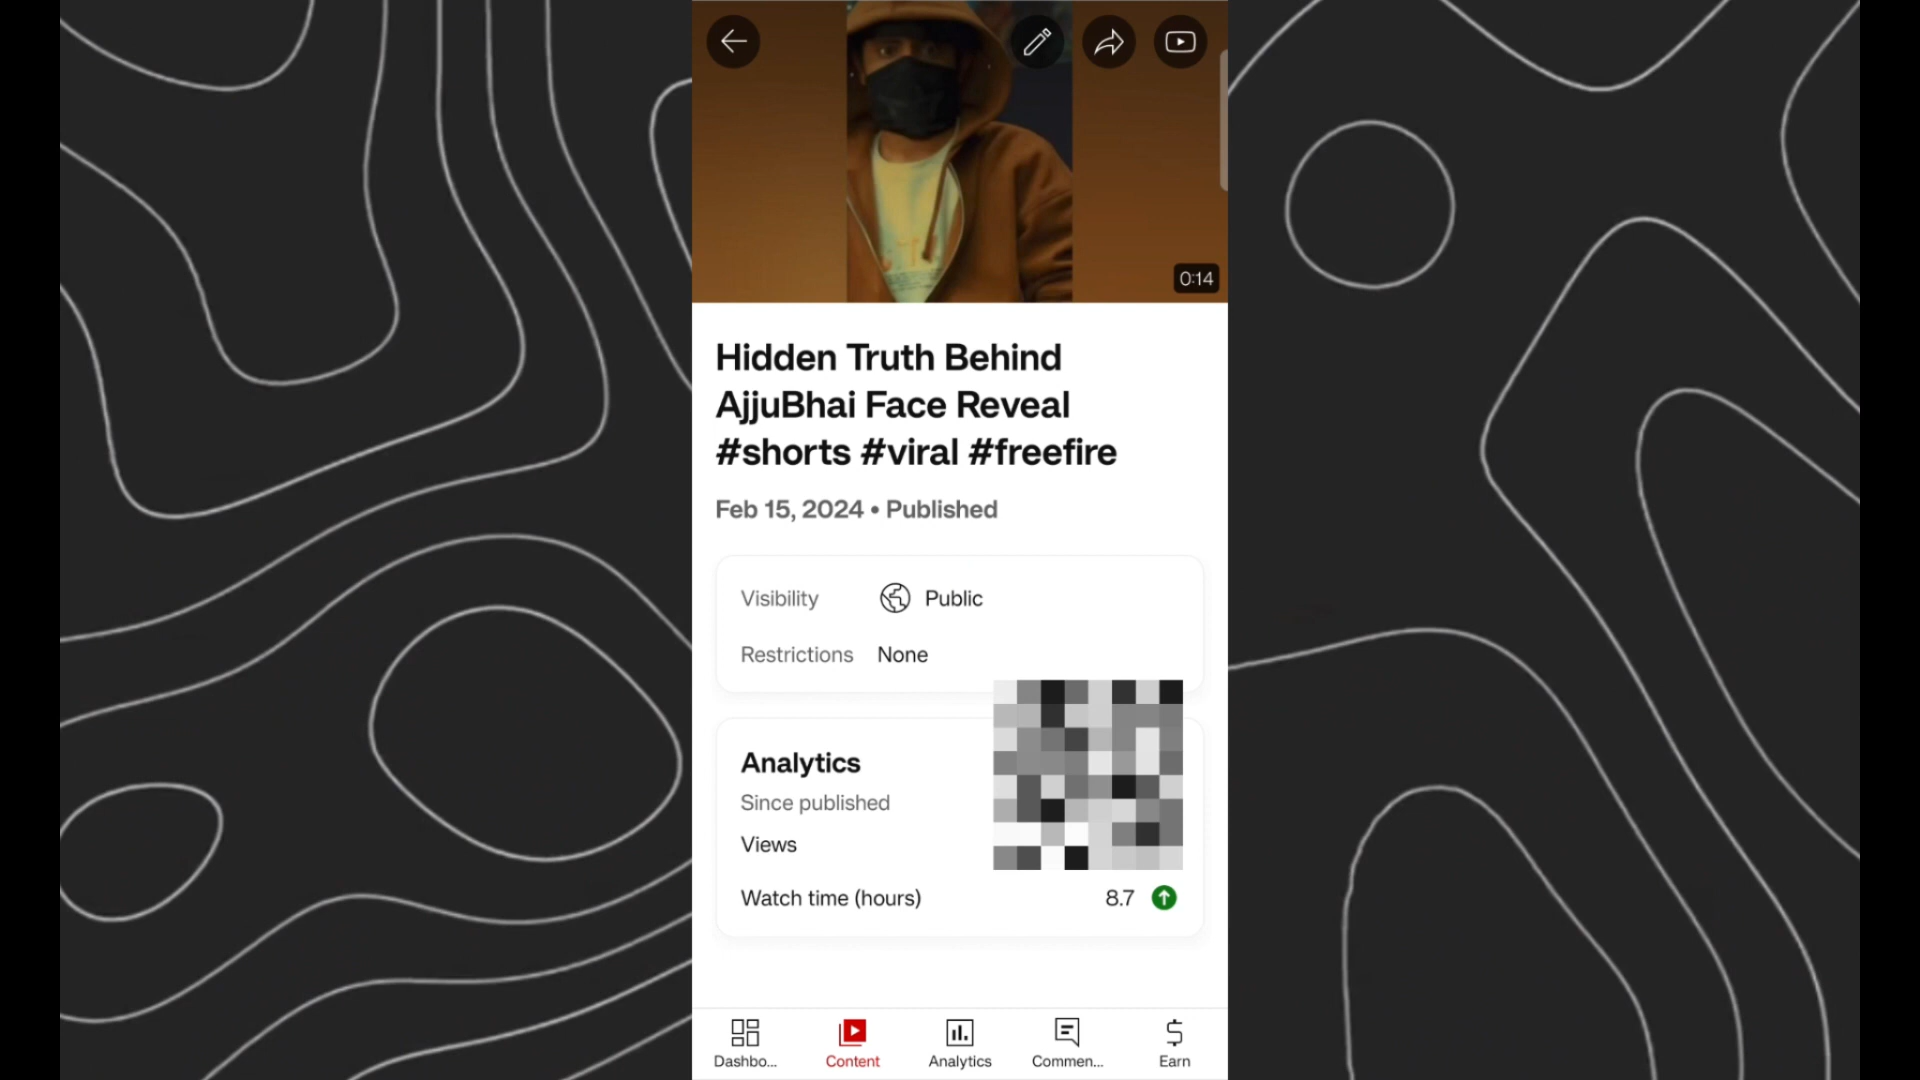 0:14
Hidden Truth Behind
AjjuBhai Face Reveal
#shorts #viral #freefire
Feb 15, 2024 • Published
Visibility Public
Restrictions None
Analytics
Since published
Views
Watch time (hours) 8.7
Dashbo... Content Analytics Commen... Earn